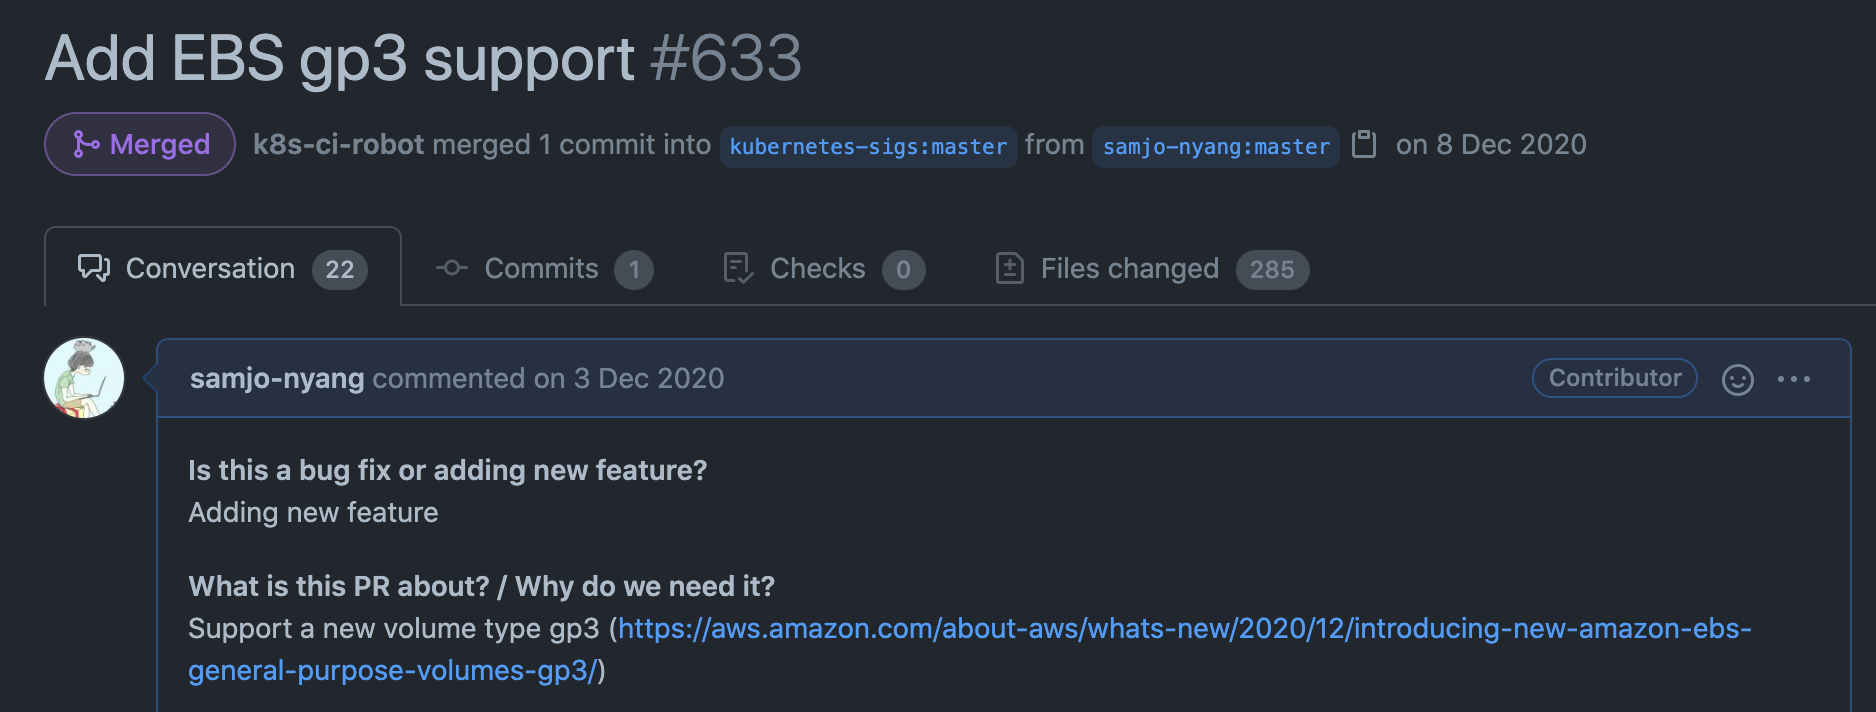 Add EBS gp3 support #633
Merged k8s-ci-robot merged 1 commit into kubernetes-sigs:master from samjo-nyang:master on 8 Dec 2020
Conversation 22 Commits 1 Checks 0 Files changed 285
samjo-nyang commented on 3 Dec 2020 Contributor
Is this a bug fix or adding new feature?
Adding new feature
What is this PR about? / Why do we need it?
Support a new volume type gp3 (https://aws.amazon.com/about-aws/whats-new/2020/12/introducing-new-amazon-ebs-
general-purpose-volumes-gp3/)